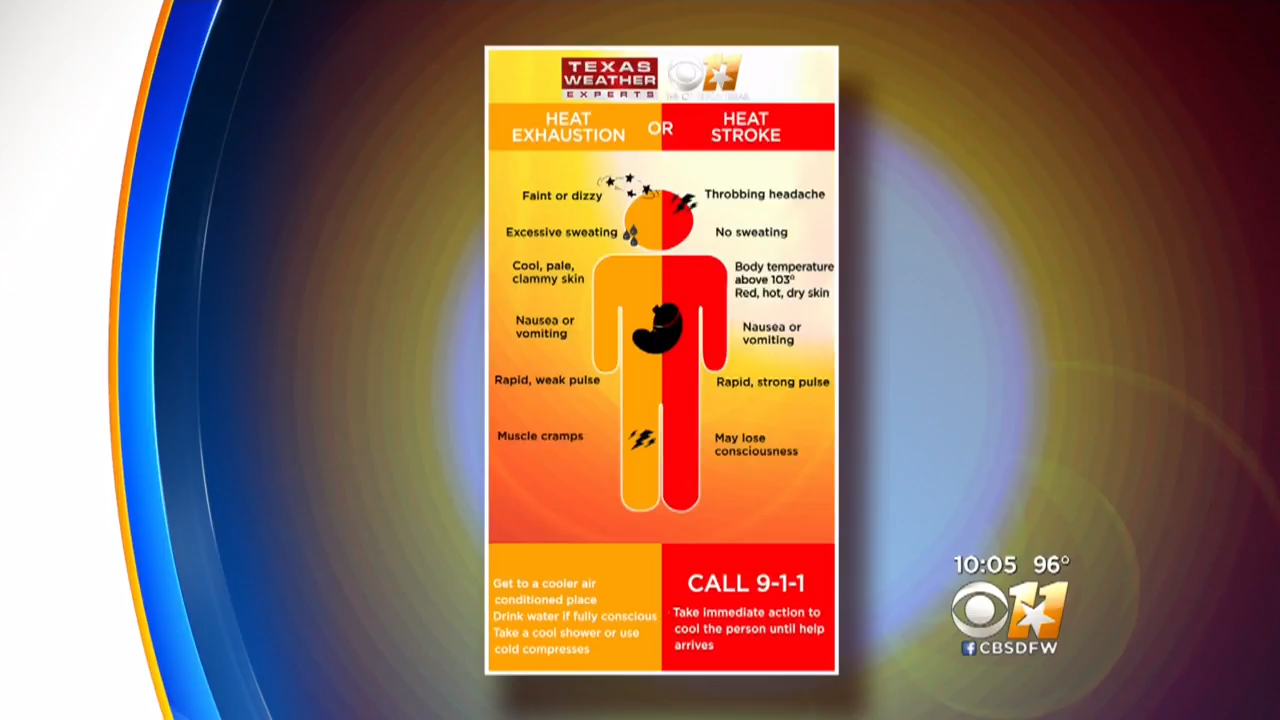 TEXAS
WEATHER
EXPERTS
11
HEAT
EXHAUSTION
OR
HEAT
STROKE
Faint or dizzy
Throbbing headache
Excessive sweating
No sweating
Cool, pale,
clammy skin
Body temperature
above 103°
Red, hot, dry skin
Nausea or
vomiting
Nausea or
vomiting
Rapid, weak pulse
Rapid, strong pulse
Muscle cramps
May lose
consciousness
Get to a cooler air
conditioned place
Drink water if fully conscious
Take a cool shower or use
cold compresses
CALL 9-1-1
Take immediate action to
cool the person until help
arrives
10:05 96°
11
f CBSDFW